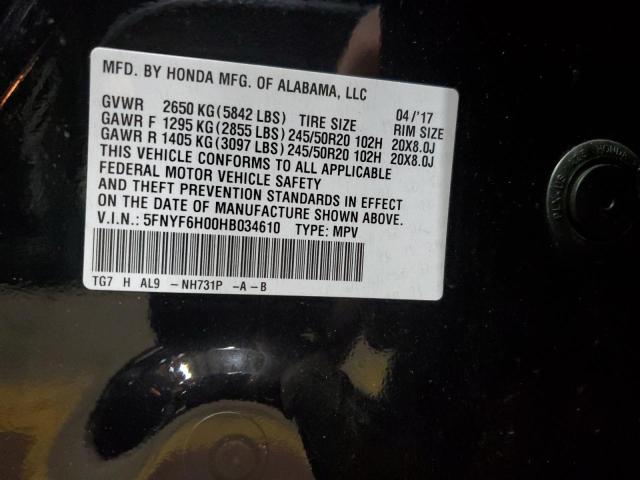 MFD. BY HONDA MFG. OF ALABAMA, LLC
GVWR 2650 KG(5842 LBS) TIRE SIZE 04/'17 RIM SIZE
GAWR F 1295 KG(2855 LBS) 245/50R20 102H 20X8.0J
GAWR R 1405 KG(3097 LBS) 245/50R20 102H 20X8.0J
THIS VEHICLE CONFORMS TO ALL APPLICABLE
FEDERAL MOTOR VEHICLE SAFETY
AND THEFT PREVENTION STANDARDS IN EFFECT
ON THE DATE OF MANUFACTURE SHOWN ABOVE.
V.I.N.: 5FNYF6H00HB034610 TYPE: MPV
TG7 H AL9 - NH731P -A - B
HONDA